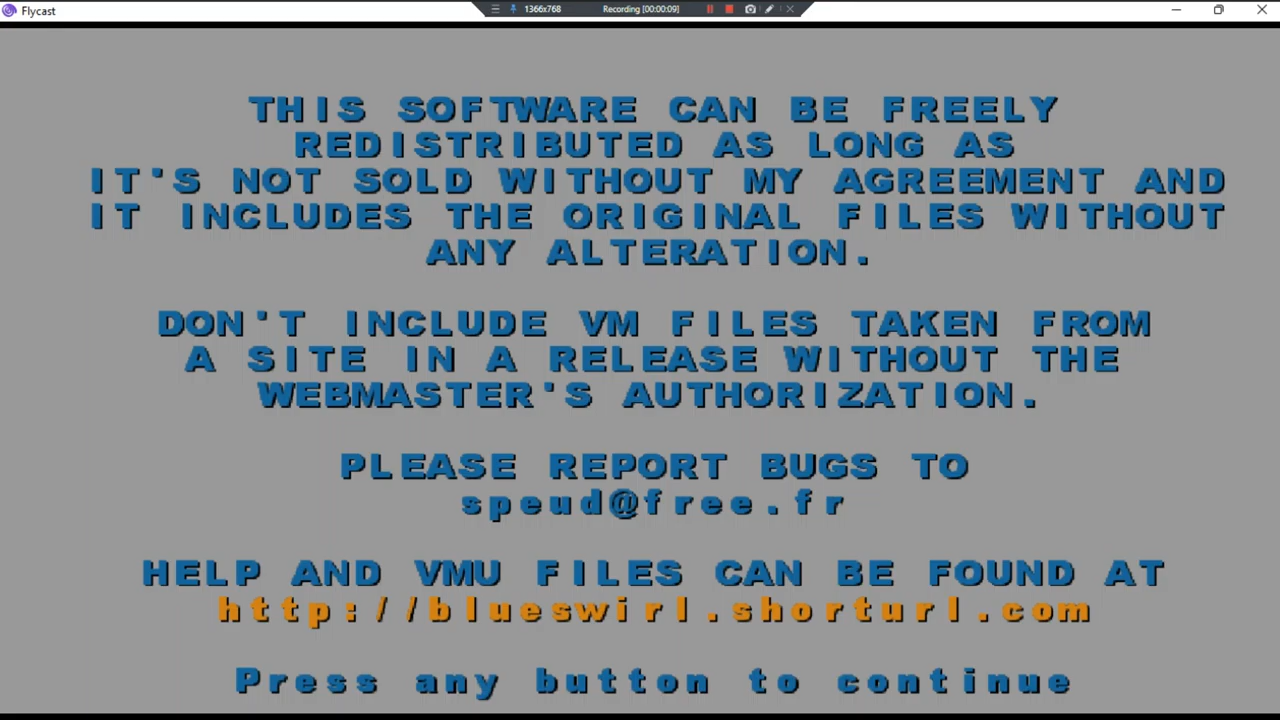 Flycast
1366x768
Recording [00:00:09]
THIS SOFTWARE CAN BE FREELY
REDISTRIBUTED AS LONG AS
IT'S NOT SOLD WITHOUT MY AGREEMENT AND
IT INCLUDES THE ORIGINAL FILES WITHOUT
ANY ALTERATION.
DON'T INCLUDE VM FILES TAKEN FROM
A SITE IN A RELEASE WITHOUT THE
WEBMASTER'S AUTHORIZATION.
PLEASE REPORT BUGS TO
speud@free.fr
HELP AND VMU FILES CAN BE FOUND AT
http://blueswirl.shorturl.com
Press any button to continue